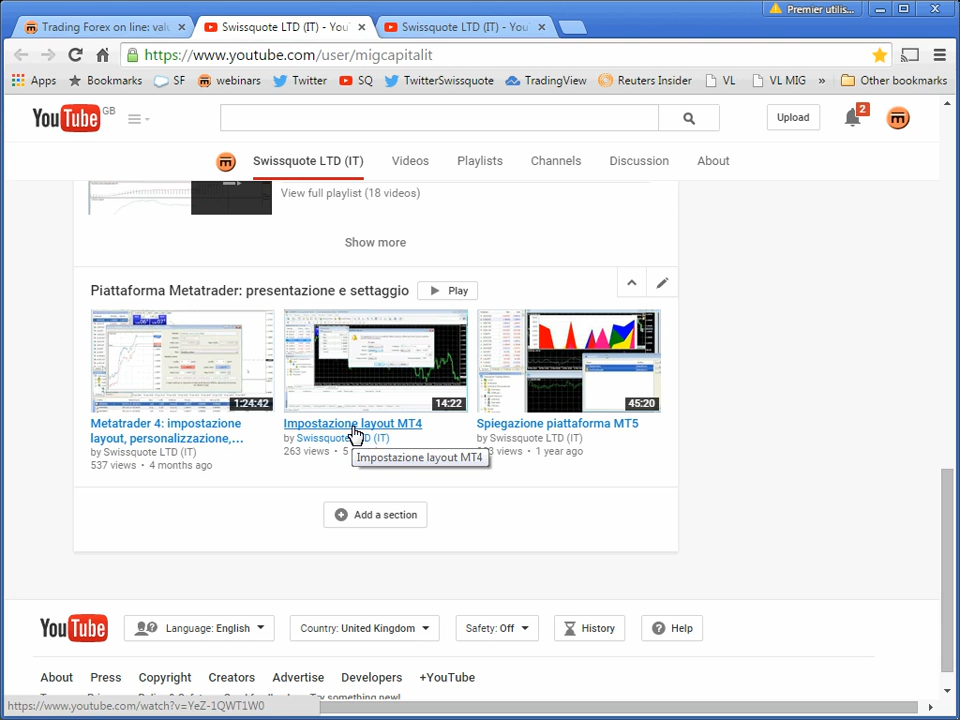 Premier utilis...
Trading Forex on line: valu
Swissquote LTD (IT) - You
Swissquote LTD (IT) - You
https://www.youtube.com/user/migcapitalit
Apps
Bookmarks
SF
webinars
Twitter
SQ
TwitterSwissquote
TradingView
Reuters Insider
VL
VL MIG
»
Other bookmarks
YouTube GB
Upload
2
Swissquote LTD (IT)
Videos
Playlists
Channels
Discussion
About
View full playlist (18 videos)
Show more
Piattaforma Metatrader: presentazione e settaggio
Play
1:24:42
14:22
45:20
Metatrader 4: impostazione
layout, personalizzazione,...
by Swissquote LTD (IT)
537 views • 4 months ago
Impostazione layout MT4
by Swissquote LTD (IT)
263 views • 5
Impostazione layout MT4
Spiegazione piattaforma MT5
by Swissquote LTD (IT)
views • 1 year ago
Add a section
YouTube
Language: English
Country: United Kingdom
Safety: Off
History
Help
About
Press
Copyright
Creators
Advertise
Developers
+YouTube
Try something new!
https://www.youtube.com/watch?v=YeZ-1QWT1W0